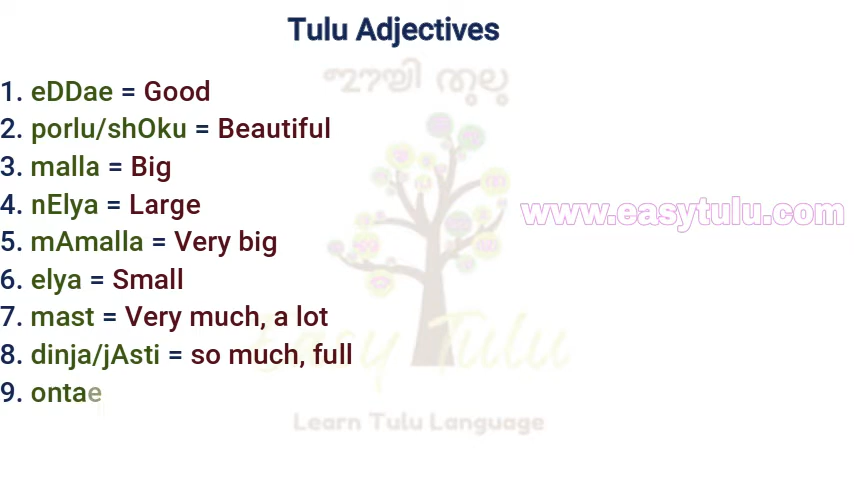 Tulu Adjectives
1. eDDae = Good
2. porlu/shOku = Beautiful
3. malla = Big
4. nElya = Large
www.easytulu.com
5. mAmalla = Very big
6. elya = Small
7. mast = Very much, a lot
8. dinja/jAsti = so much, full
Easy Tulu
9. ontae
Learn Tulu Language